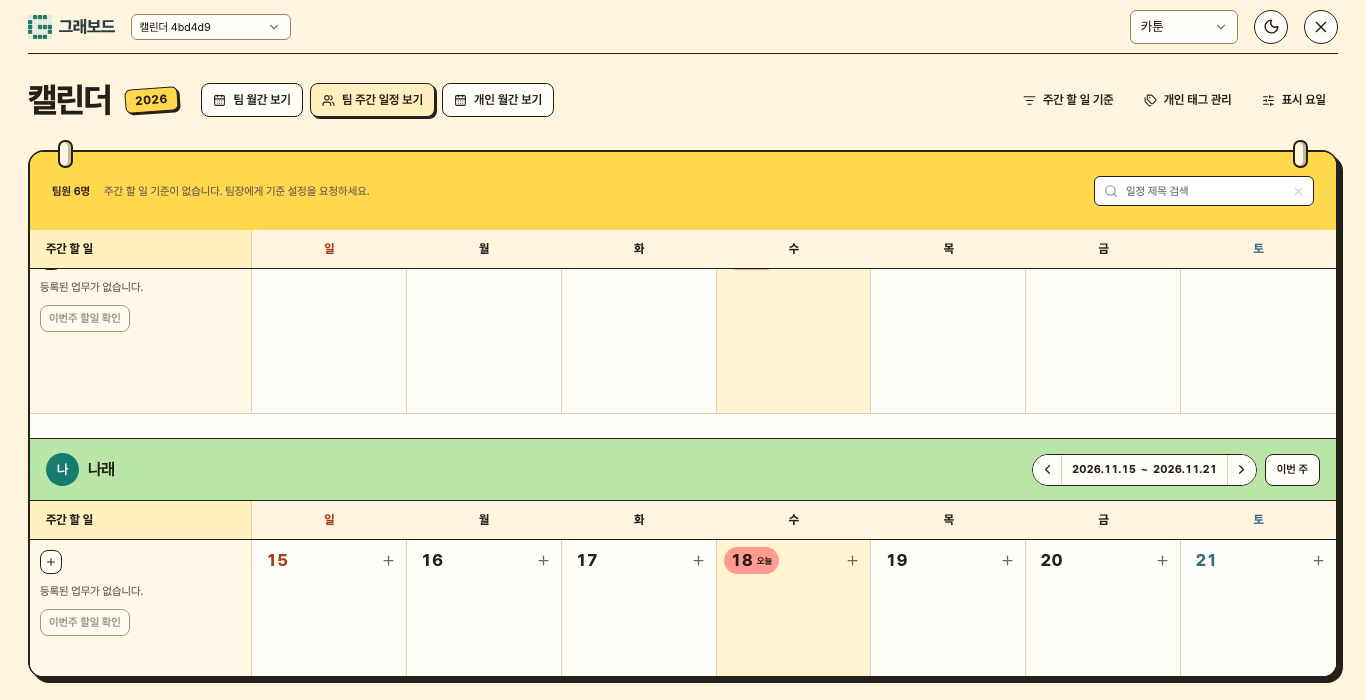 그래보드
캘린더 4bd4d9
카툰
캘린더 2026 팀 월간 보기 팀 주간 일정 보기 개인 월간 보기 주간 할 일 기준 개인 태그 관리 표시 요일
팀원 6명 주간 할 일 기준이 없습니다. 팀장에게 기준 설정을 요청하세요. 일정 제목 검색
주간 할 일 일 월 화 수 목 금 토
등록된 업무가 없습니다.
이번주 할일 확인
나 나래 2026.11.15 ~ 2026.11.21 이번 주
주간 할 일 일 월 화 수 목 금 토
15 16 17 18 오늘 19 20 21
등록된 업무가 없습니다.
이번주 할일 확인